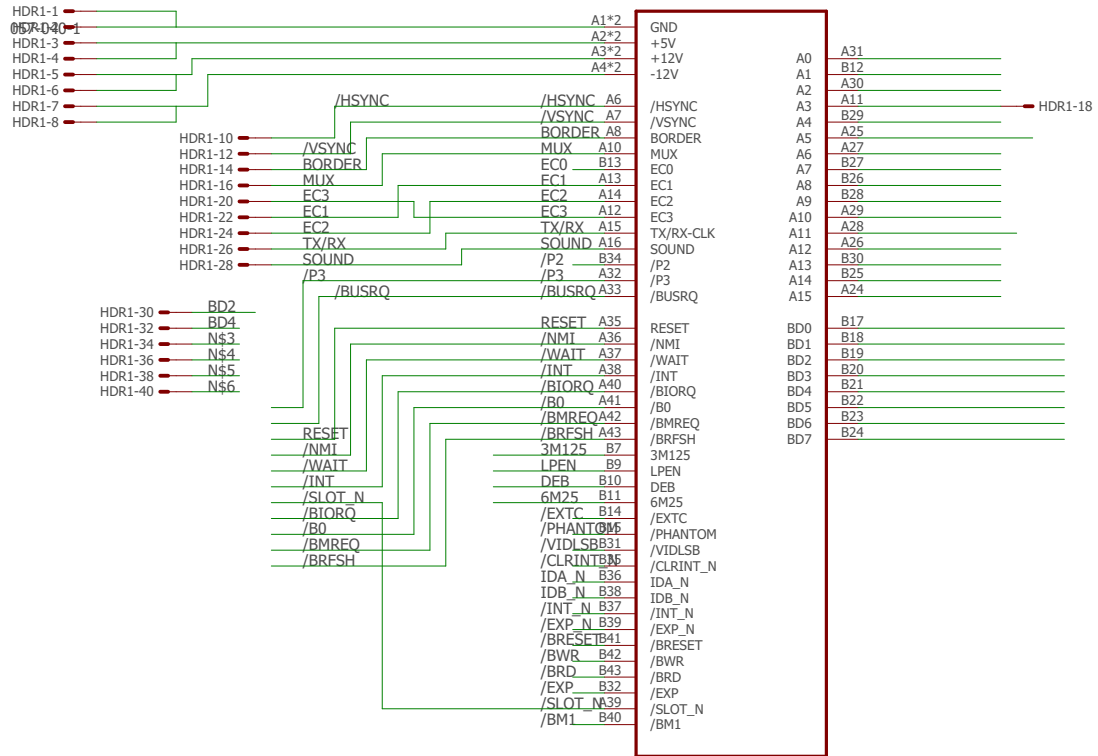 HDR1-1
HDR1-2
057-040-1
HDR1-3
HDR1-4
HDR1-5
HDR1-6
HDR1-7
HDR1-8
HDR1-10
HDR1-12
HDR1-14
HDR1-16
HDR1-20
HDR1-22
HDR1-24
HDR1-26
HDR1-28
/HSYNC
/VSYNC
BORDER
MUX
EC3
EC1
EC2
TX/RX
SOUND
/P3
/BUSRQ
HDR1-30 BD2
HDR1-32 BD4
HDR1-34 N$3
HDR1-36 N$4
HDR1-38 N$5
HDR1-40 N$6
RESET
/NMI
/WAIT
/INT
/SLOT_N
/BIORQ
/B0
/BMREQ
/BRFSH
A1*2 GND
A2*2 +5V
A3*2 +12V
A4*2 -12V
/HSYNC A6 /HSYNC
/VSYNC A7 /VSYNC
BORDER A8 BORDER
MUX A10 MUX
EC0 B13 EC0
EC1 A13 EC1
EC2 A14 EC2
EC3 A12 EC3
TX/RX A15 TX/RX-CLK
SOUND A16 SOUND
/P2 B34 /P2
/P3 A32 /P3
/BUSRQ A33 /BUSRQ
RESET A35 RESET
/NMI A36 /NMI
/WAIT A37 /WAIT
/INT A38 /INT
/BIORQ A40 /BIORQ
/B0 A41 /B0
/BMREQ A42 /BMREQ
/BRFSH A43 /BRFSH
3M125 B7 3M125
LPEN B9 LPEN
DEB B10 DEB
6M25 B11 6M25
/EXTC B14 /EXTC
/PHANTOM B15 /PHANTOM
/VIDLSB B31 /VIDLSB
/CLRINT_N B35 /CLRINT_N
IDA_N B36 IDA_N
IDB_N B38 IDB_N
/INT_N B37 /INT_N
/EXP_N B39 /EXP_N
/BRESET B41 /BRESET
/BWR B42 /BWR
/BRD B43 /BRD
/EXP B32 /EXP
/SLOT_N A39 /SLOT_N
/BM1 B40 /BM1
A0 A31
A1 B12
A2 A30
A3 A11 HDR1-18
A4 B29
A5 A25
A6 A27
A7 B27
A8 B26
A9 B28
A10 A29
A11 A28
A12 A26
A13 B30
A14 B25
A15 A24
BD0 B17
BD1 B18
BD2 B19
BD3 B20
BD4 B21
BD5 B22
BD6 B23
BD7 B24